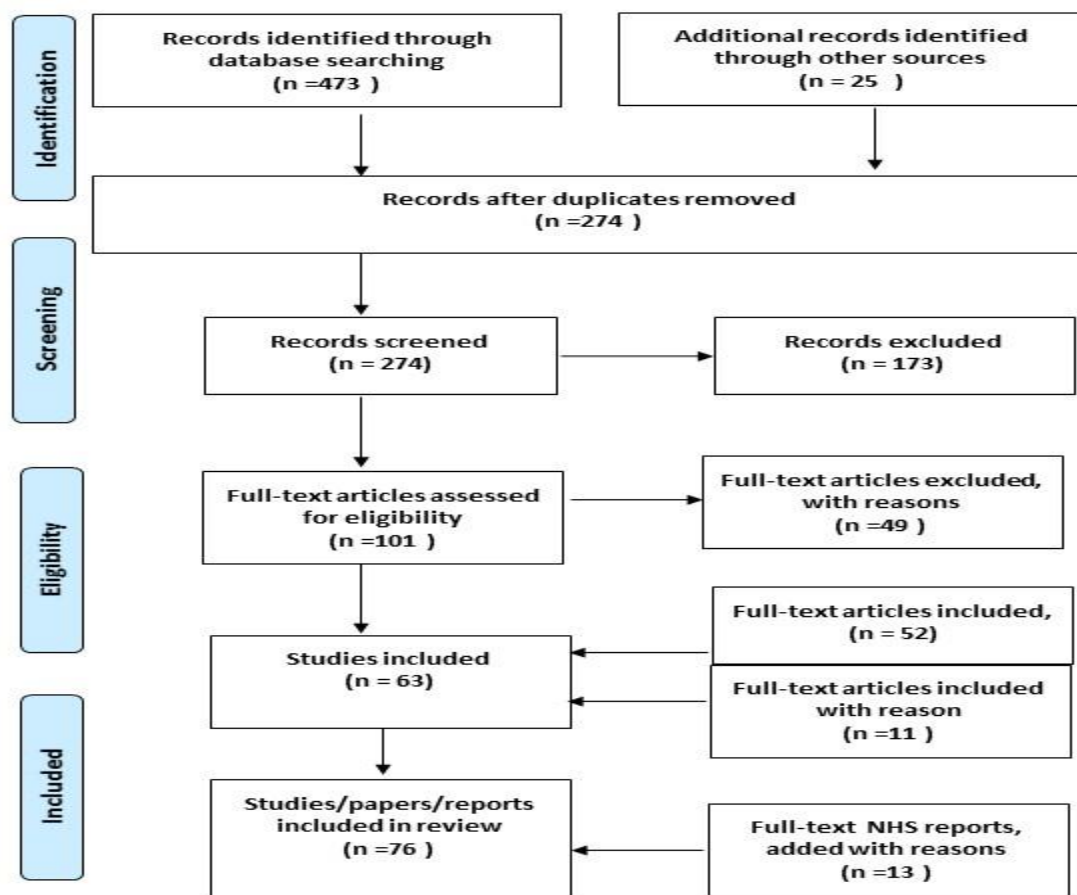 Identification
Records identified through
database searching
(n =473 )
Additional records identified
through other sources
(n = 25 )
Records after duplicates removed
(n =274 )
Screening
Records screened
(n = 274)
Records excluded
(n = 173)
Eligibility
Full-text articles assessed
for eligibility
(n =101 )
Full-text articles excluded,
with reasons
(n =49 )
Full-text articles included,
(n = 52)
Studies included
(n = 63)
Full-text articles included
with reason
(n =11 )
Included
Studies/papers/reports
included in review
(n =76 )
Full-text NHS reports,
added with reasons
(n =13 )